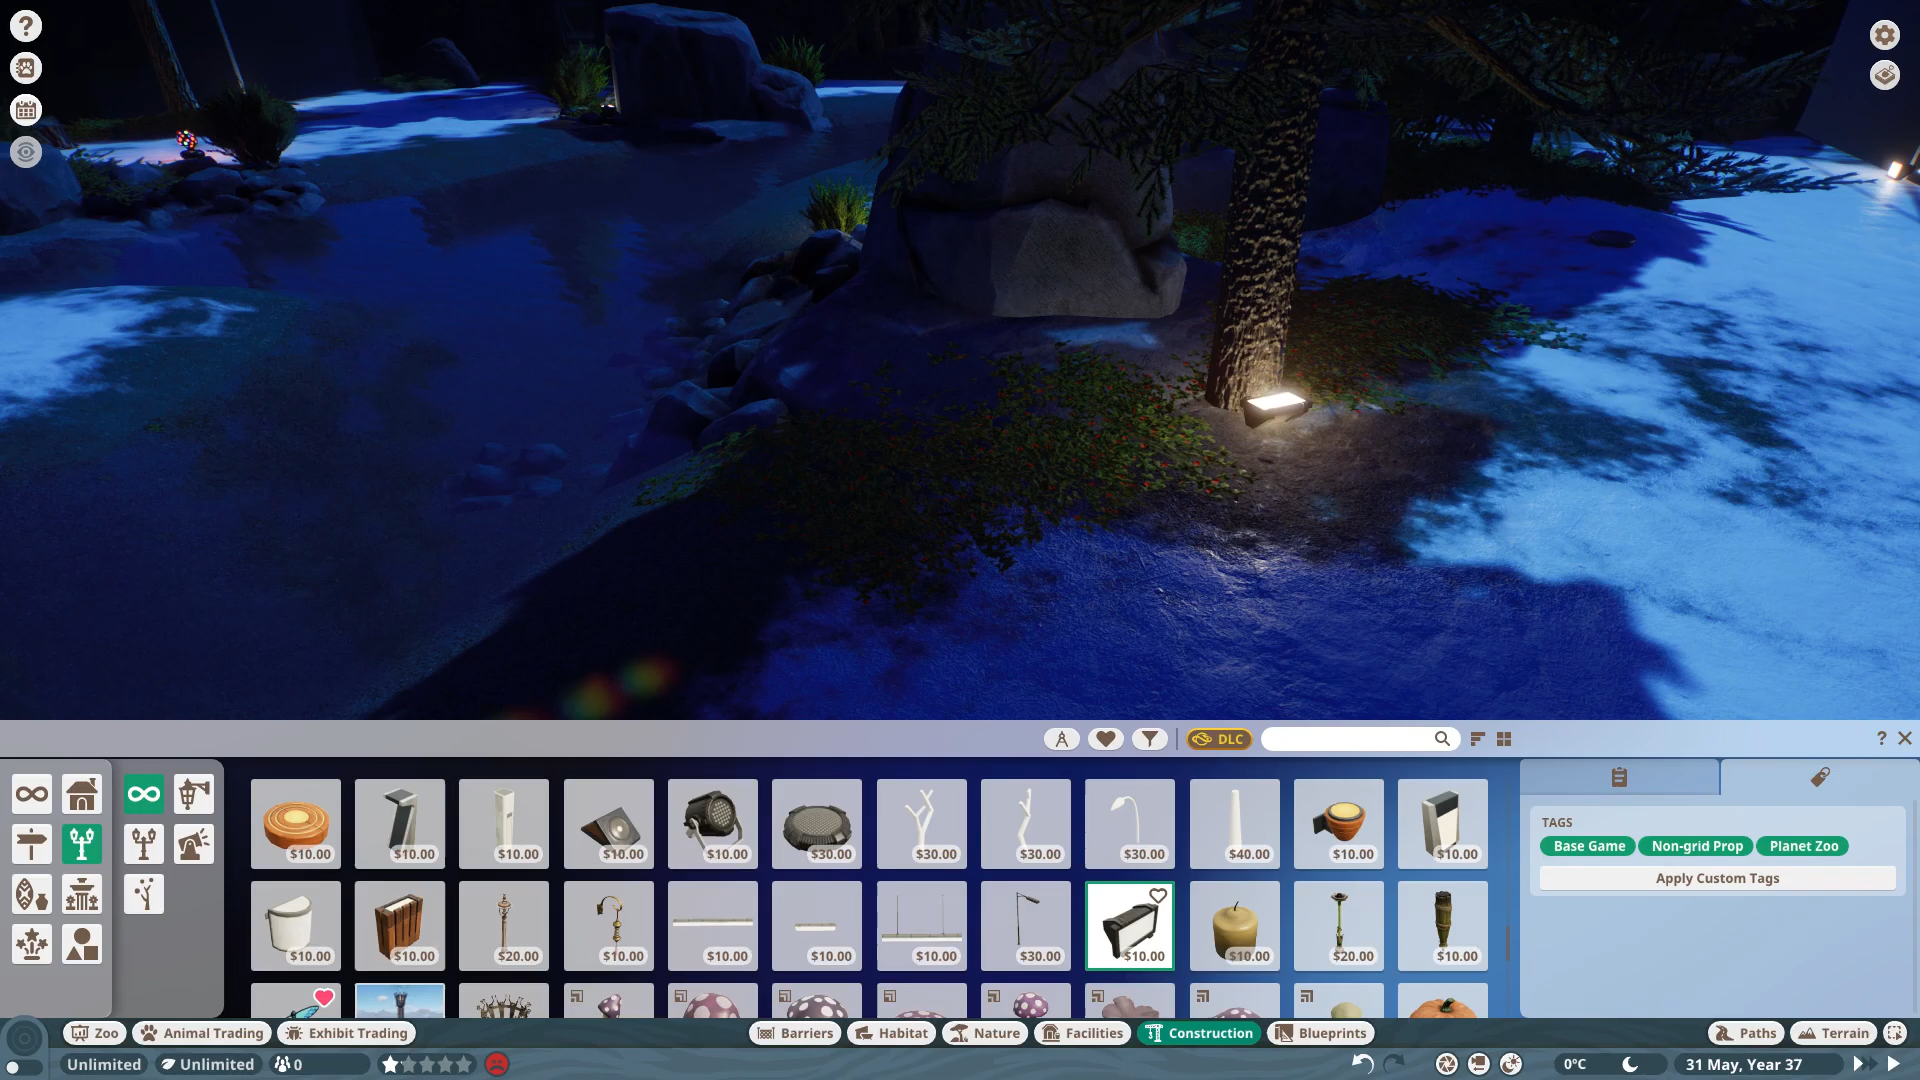 DLC
$10.00 $10.00 $10.00 $10.00 $10.00 $30.00 $30.00 $30.00 $30.00 $40.00 $10.00 $10.00
TAGS
Base Game Non-grid Prop Planet Zoo
Apply Custom Tags
$10.00 $10.00 $20.00 $10.00 $10.00 $10.00 $10.00 $30.00 $10.00 $10.00 $20.00 $10.00
Zoo Animal Trading Exhibit Trading Barriers Habitat Nature Facilities Construction Blueprints Paths Terrain
Unlimited Unlimited 0 0°C 31 May, Year 37